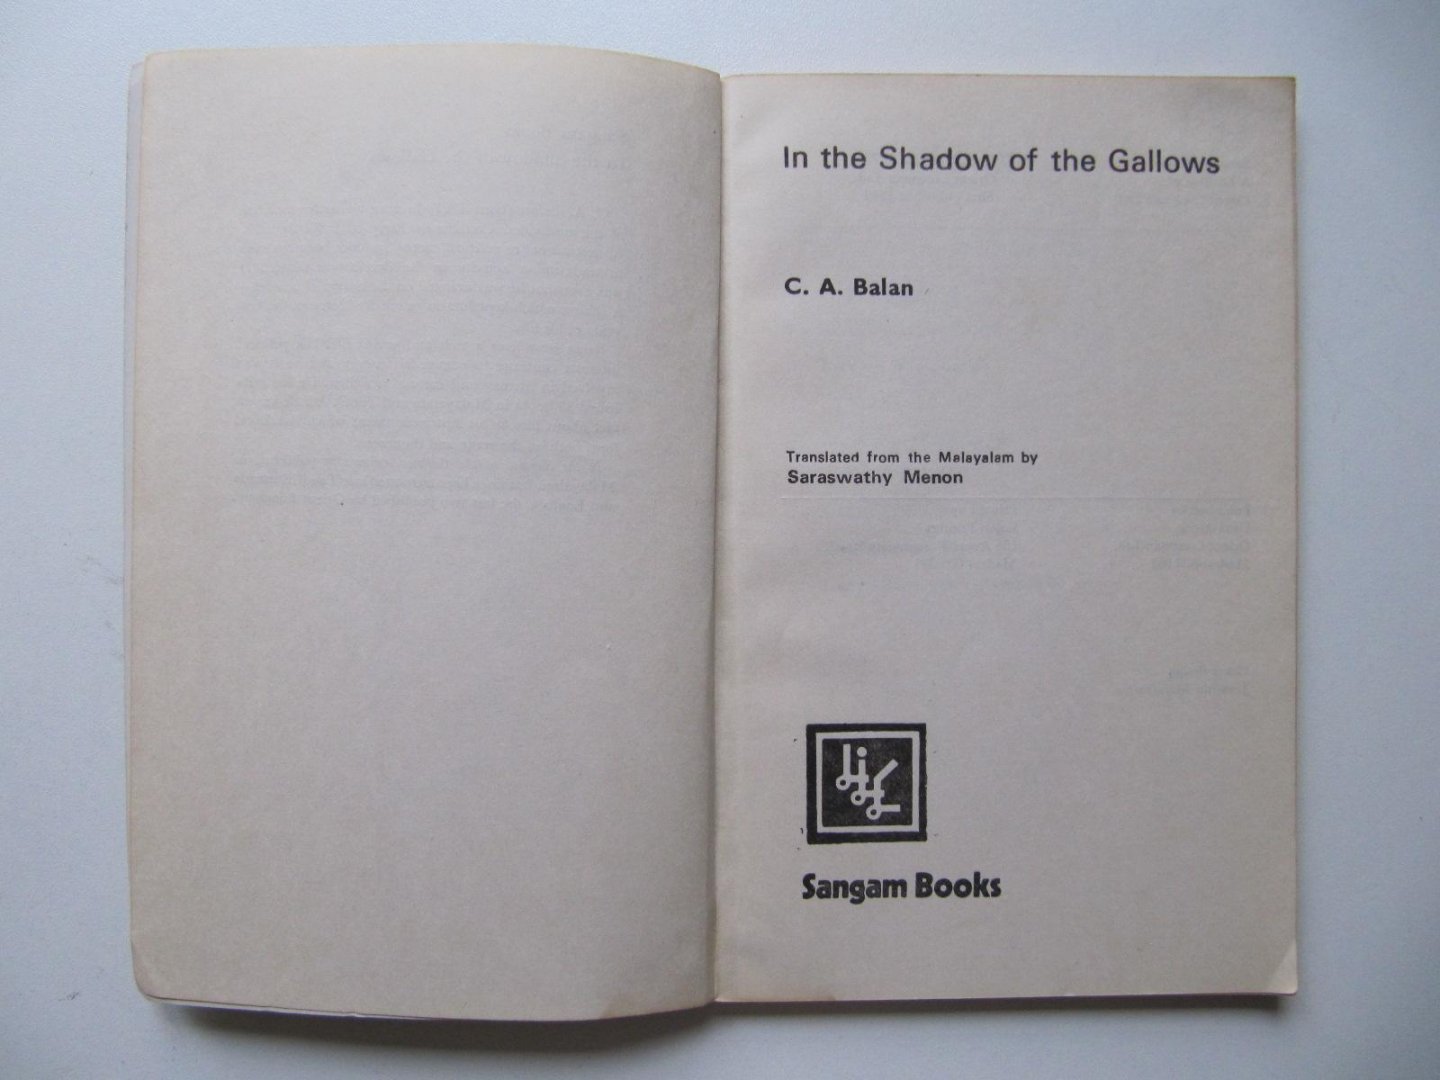 In the Shadow of the Gallows
C. A. Balan
Translated from the Malayalam by
Saraswathy Menon
Sangam Books